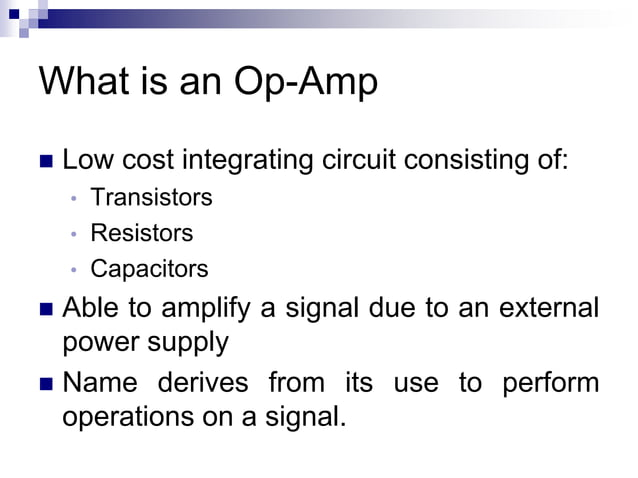 What is an Op-Amp
Low cost integrating circuit consisting of:
Transistors
Resistors
Capacitors
Able to amplify a signal due to an external
power supply
Name derives from its use to perform
operations on a signal.